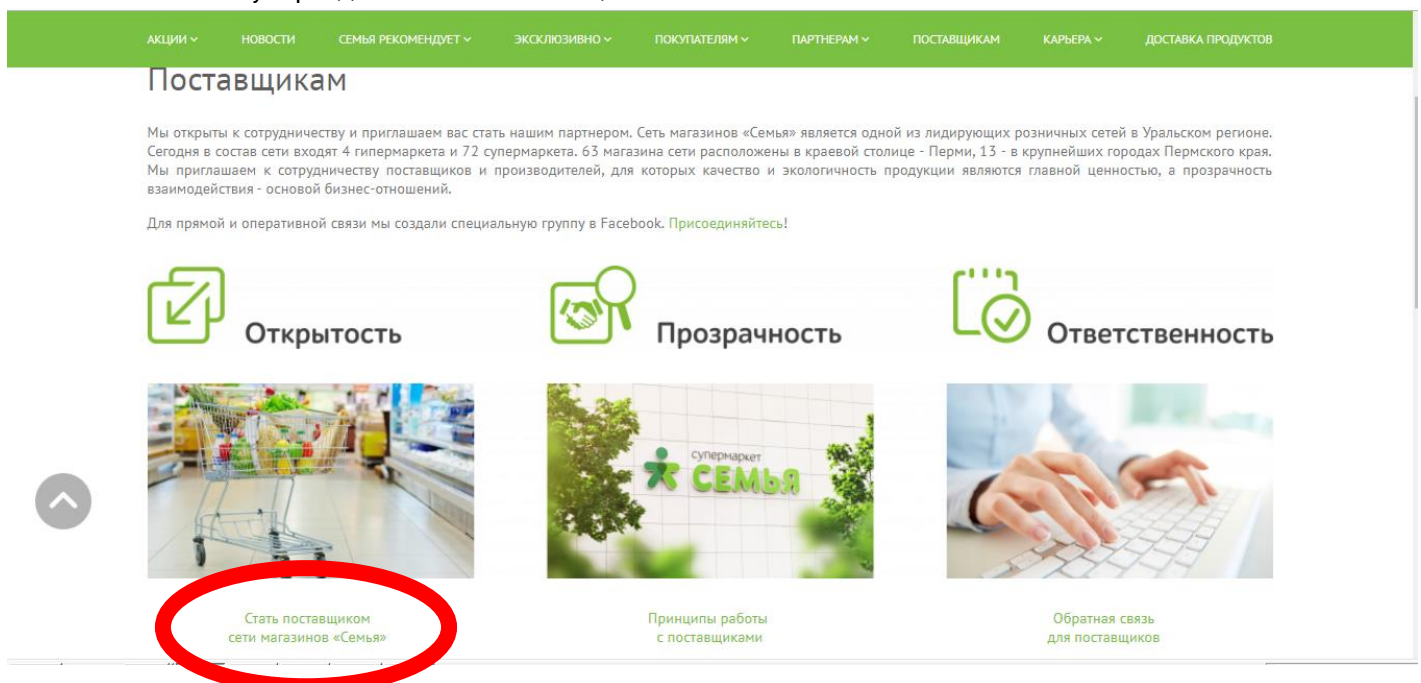 АКЦИИ НОВОСТИ СЕМЬЯ РЕКОМЕНДУЕТ ЭКСКЛЮЗИВНО ПОКУПАТЕЛЯМ ПАРТНЕРАМ ПОСТАВЩИКАМ КАРЬЕРА ДОСТАВКА ПРОДУКТОВ
Поставщикам
Мы открыты к сотрудничеству и приглашаем вас стать нашим партнером. Сеть магазинов «Семья» является одной из лидирующих розничных сетей в Уральском регионе.
Сегодня в состав сети входят 4 гипермаркета и 72 супермаркета. 63 магазина сети расположены в краевой столице - Перми, 13 - в крупнейших городах Пермского края.
Мы приглашаем к сотрудничеству поставщиков и производителей, для которых качество и экологичность продукции являются главной ценностью, а прозрачность
взаимодействия - основой бизнес-отношений.
Для прямой и оперативной связи мы создали специальную группу в Facebook. Присоединяйтесь!
Открытость
Прозрачность
Ответственность
супермаркет
СЕМЬЯ
Стать поставщиком
сети магазинов «Семья»
Принципы работы
с поставщиками
Обратная связь
для поставщиков